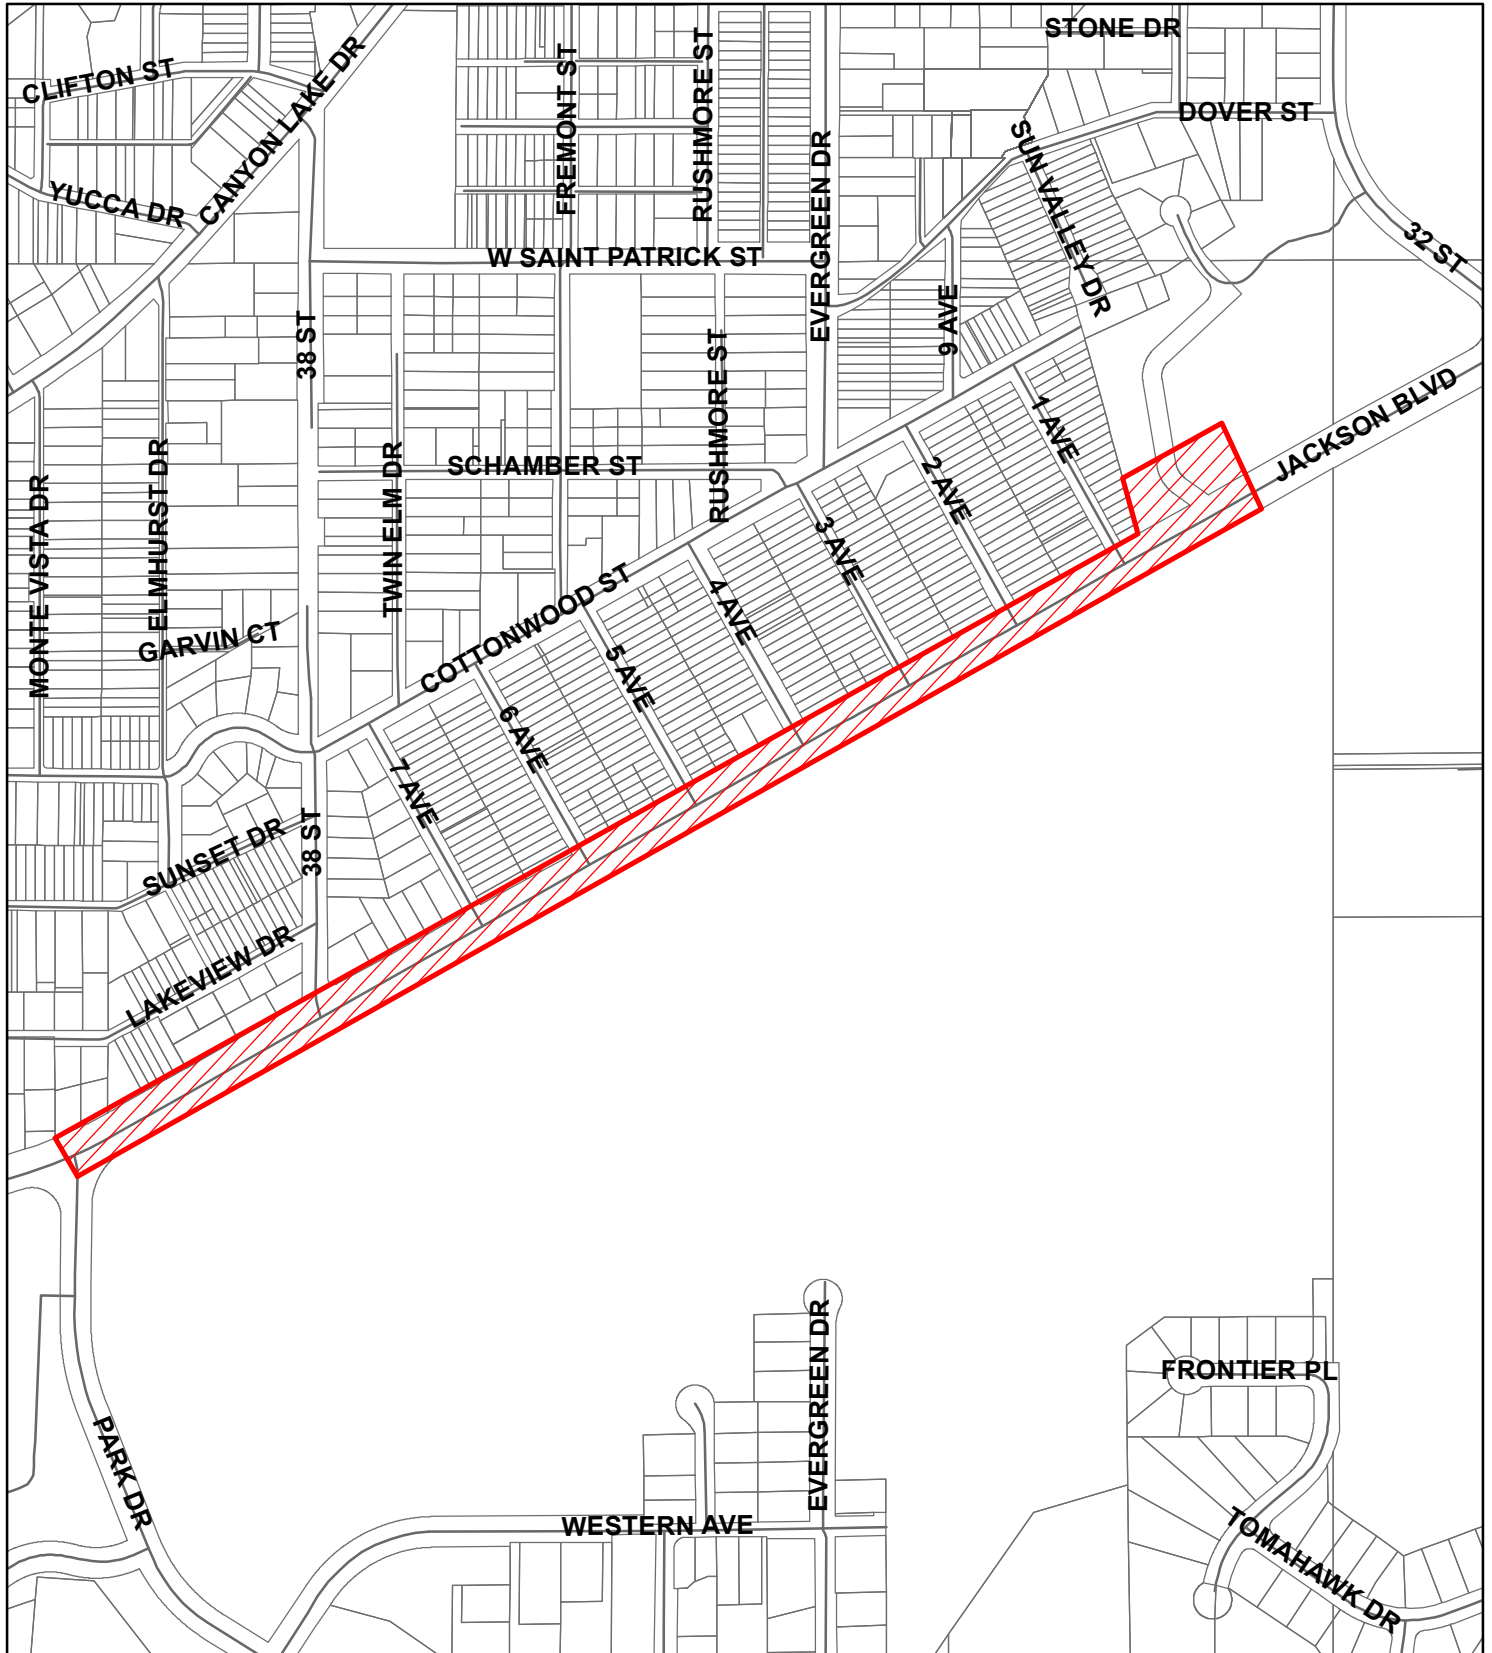 STONE DR
CLIFTON ST
CANYON LAKE DR
FREMONT ST
RUSHMORE ST
DOVER ST
EVERGREEN DR
SUN VALLEY DR
YUCCA DR
32 ST
W SAINT PATRICK ST
9 AVE
38 ST
RUSHMORE ST
JACKSON BLVD
1 AVE
SCHAMBER ST
2 AVE
MONTE VISTA DR
ELMHURST DR
TWIN ELM DR
3 AVE
4 AVE
COTTONWOOD ST
GARVIN CT
5 AVE
6 AVE
7 AVE
SUNSET DR
38 ST
LAKEVIEW DR
EVERGREEN DR
FRONTIER PL
PARK DR
WESTERN AVE
TOMAHAWK DR